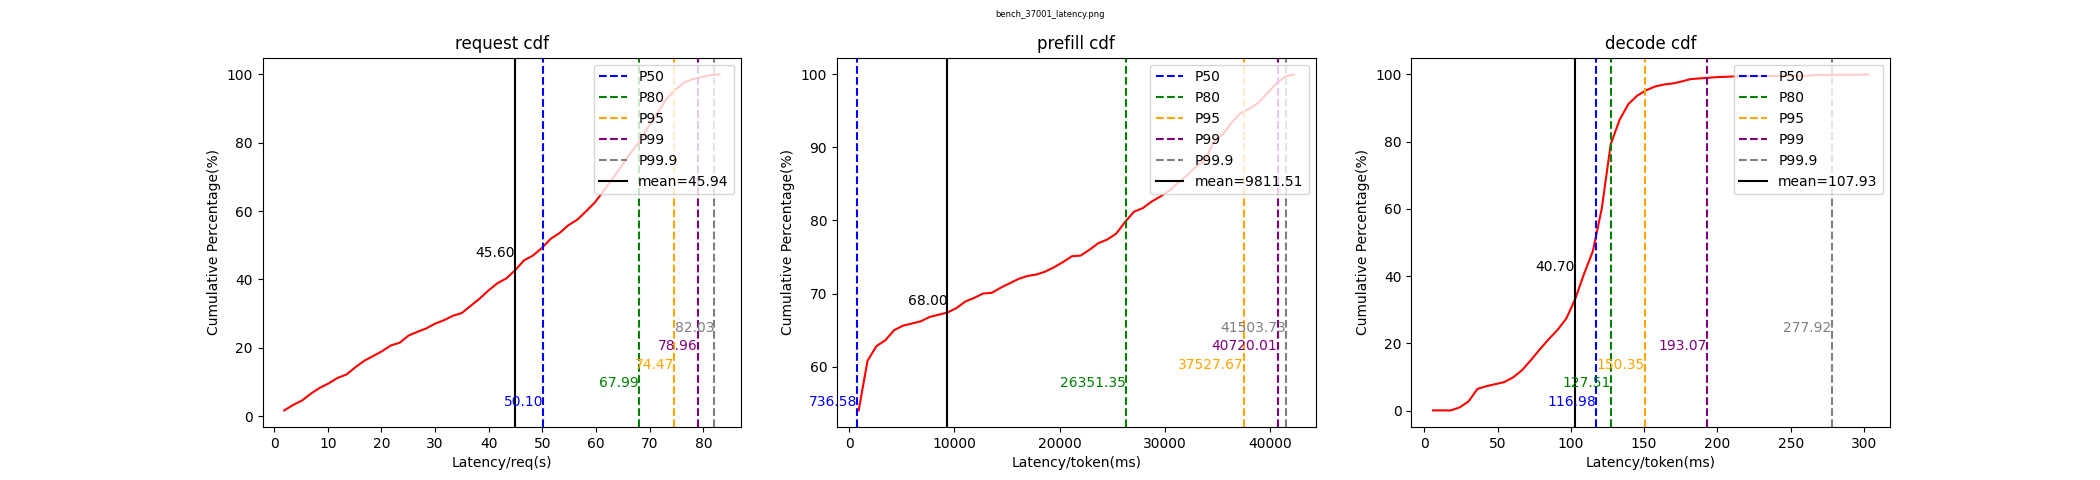 bench_37001_latency.png
request cdf
Cumulative Percentage(%)
100
80
60
40
20
0
0 10 20 30 40 50 60 70 80
Latency/req(s)
P50
P80
P95
P99
P99.9
mean=45.94
45.60
82.03
78.96
74.47
67.99
50.10
prefill cdf
Cumulative Percentage(%)
100
90
80
70
60
0 10000 20000 30000 40000
Latency/token(ms)
P50
P80
P95
P99
P99.9
mean=9811.51
68.00
41503.73
40720.01
37527.67
26351.35
736.58
decode cdf
Cumulative Percentage(%)
100
80
60
40
20
0
0 50 100 150 200 250 300
Latency/token(ms)
P50
P80
P95
P99
P99.9
mean=107.93
40.70
277.92
193.07
150.35
127.51
116.98